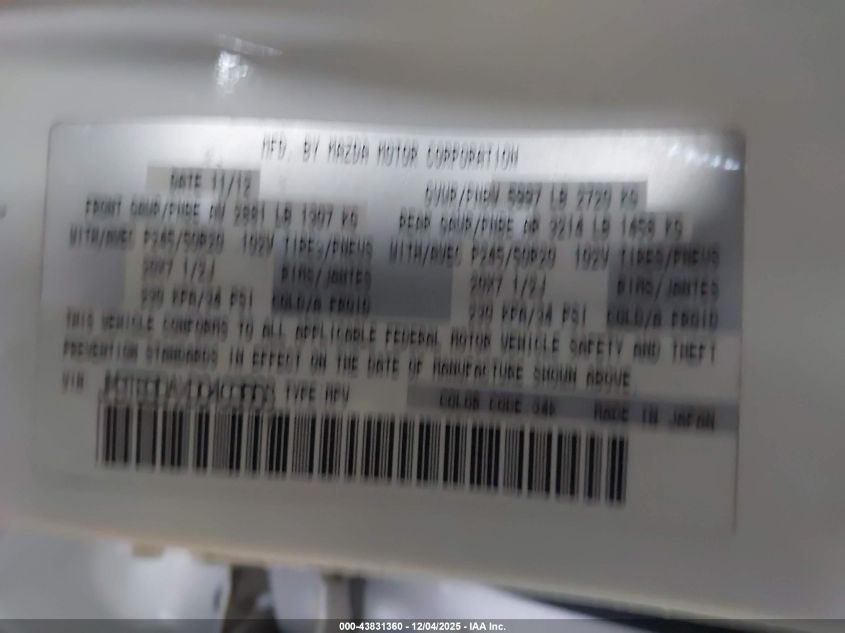 MFD. BY MAZDA MOTOR CORPORATION
DATE 11/12 GVWR/PNBV 5997 LB 2720 KG
FRONT GAWR/PNBE AV 2881 LB 1307 KG REAR GAWR/PNBE AR 3214 LB 1458 KG
WITH/AVEC P245/50R20 102V TIRES/PNEUS WITH/AVEC P245/50R20 102V TIRES/PNEUS
20X7 1/2J RIMS/JANTES 20X7 1/2J RIMS/JANTES
230 KPA/34 PSI COLD/A FROID 230 KPA/34 PSI COLD/A FROID
THIS VEHICLE CONFORMS TO ALL APPLICABLE FEDERAL MOTOR VEHICLE SAFETY AND THEFT
PREVENTION STANDARDS IN EFFECT ON THE DATE OF MANUFACTURE SHOWN ABOVE.
VIN TYPE MPV COLOR CODE MADE IN JAPAN
000-43831360 - 12/04/2025 - IAA Inc.